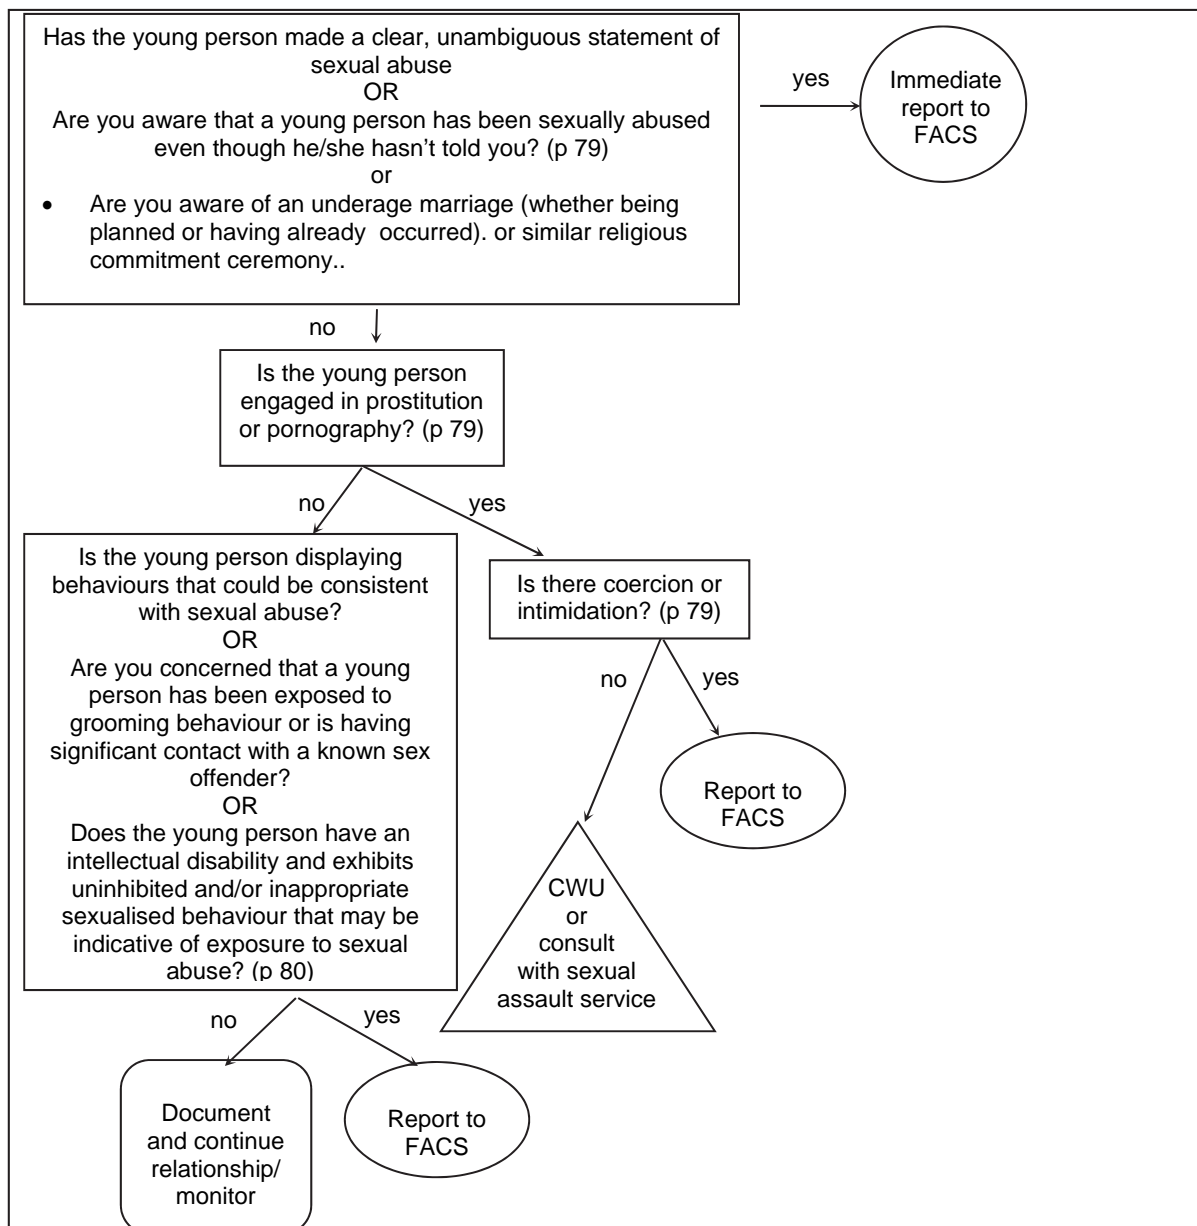 Has the young person made a clear, unambiguous statement of
sexual abuse
OR
Are you aware that a young person has been sexually abused
even though he/she hasn't told you? (p 79)
or
• Are you aware of an underage marriage (whether being
planned or having already occurred). or similar religious
commitment ceremony..
yes
Immediate
report to
FACS
no
Is the young person
engaged in prostitution
or pornography? (p 79)
no
yes
Is the young person displaying
behaviours that could be consistent
with sexual abuse?
OR
Are you concerned that a young
person has been exposed to
grooming behaviour or is having
significant contact with a known sex
offender?
OR
Does the young person have an
intellectual disability and exhibits
uninhibited and/or inappropriate
sexualised behaviour that may be
indicative of exposure to sexual
abuse? (p 80)
Is there coercion or
intimidation? (p 79)
no
yes
Report to
FACS
CWU
or
consult
with sexual
assault service
no
yes
Document
and continue
relationship/
monitor
Report to
FACS